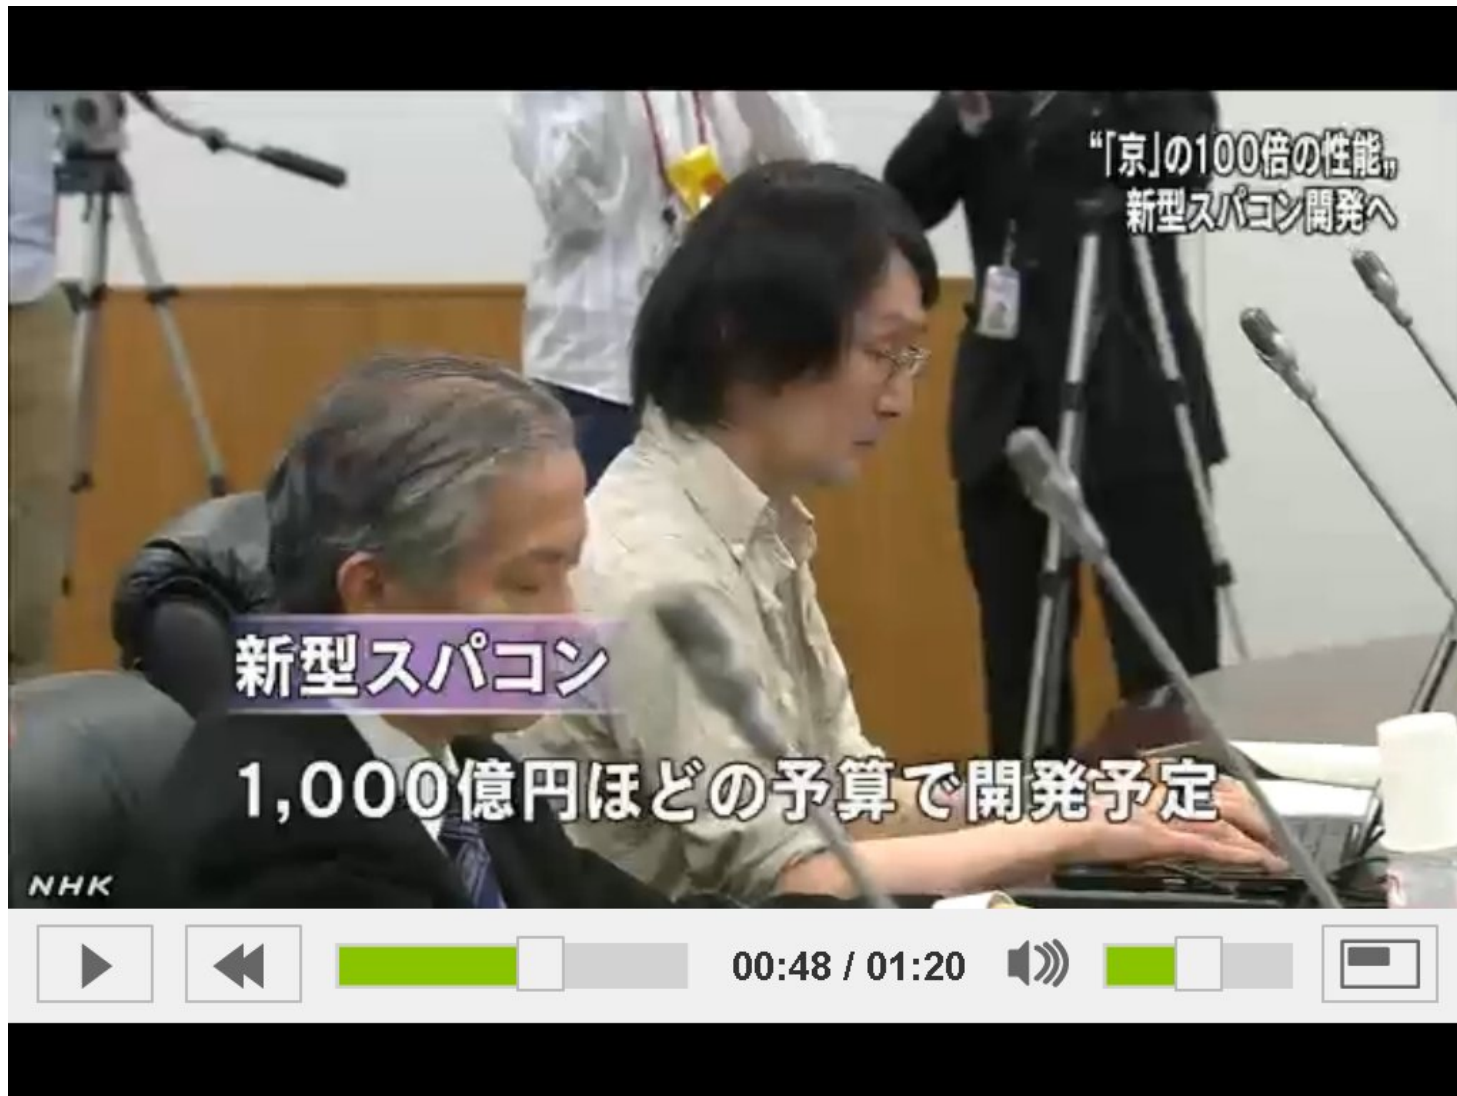 “「京」の100倍の性能„
新型スパコン開発へ
新型スパコン
1,000億円ほどの予算で開発予定
NHK
00:48 / 01:20